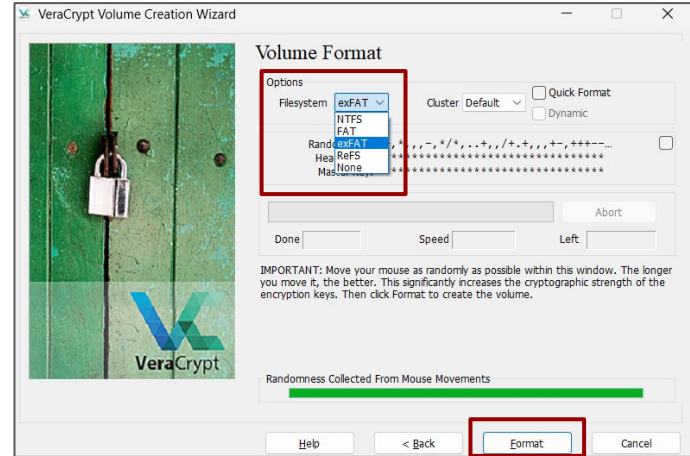 VeraCrypt Volume Creation Wizard
Volume Format
Options
Filesystem exFAT Cluster Default Quick Format
Dynamic
NTFS
FAT
exFAT
ReFS
None
*,,-,*/*,..+,,/+.+,,,+-,+++--...
********************************
********************************
Abort
Done Speed Left
IMPORTANT: Move your mouse as randomly as possible within this window. The longer
you move it, the better. This significantly increases the cryptographic strength of the
encryption keys. Then click Format to create the volume.
VeraCrypt
Randomness Collected From Mouse Movements
Help < Back Format Cancel